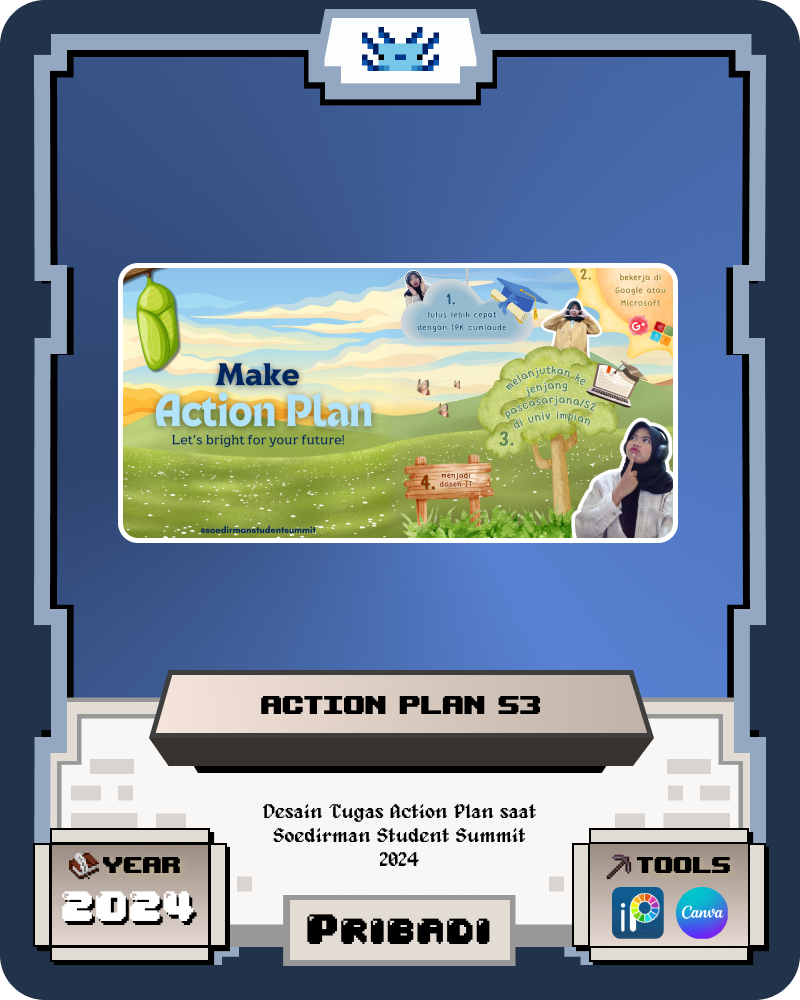 Make
Action Plan
Let's bright for your future!
@soedirmanstudentsummit
1.
lulus lebih cepat
dengan IPK cumlaude
2.
bekerja di
Google atau
Microsoft
G+
melanjutkan ke
jenjang
pascasarjana/S2
di univ impian
3.
4.
menjadi
dosen IT
ACTION PLAN S3
Desain Tugas Action Plan saat
Soedirman Student Summit
2024
YEAR
2024
PRIBADI
TOOLS
iP
Canva